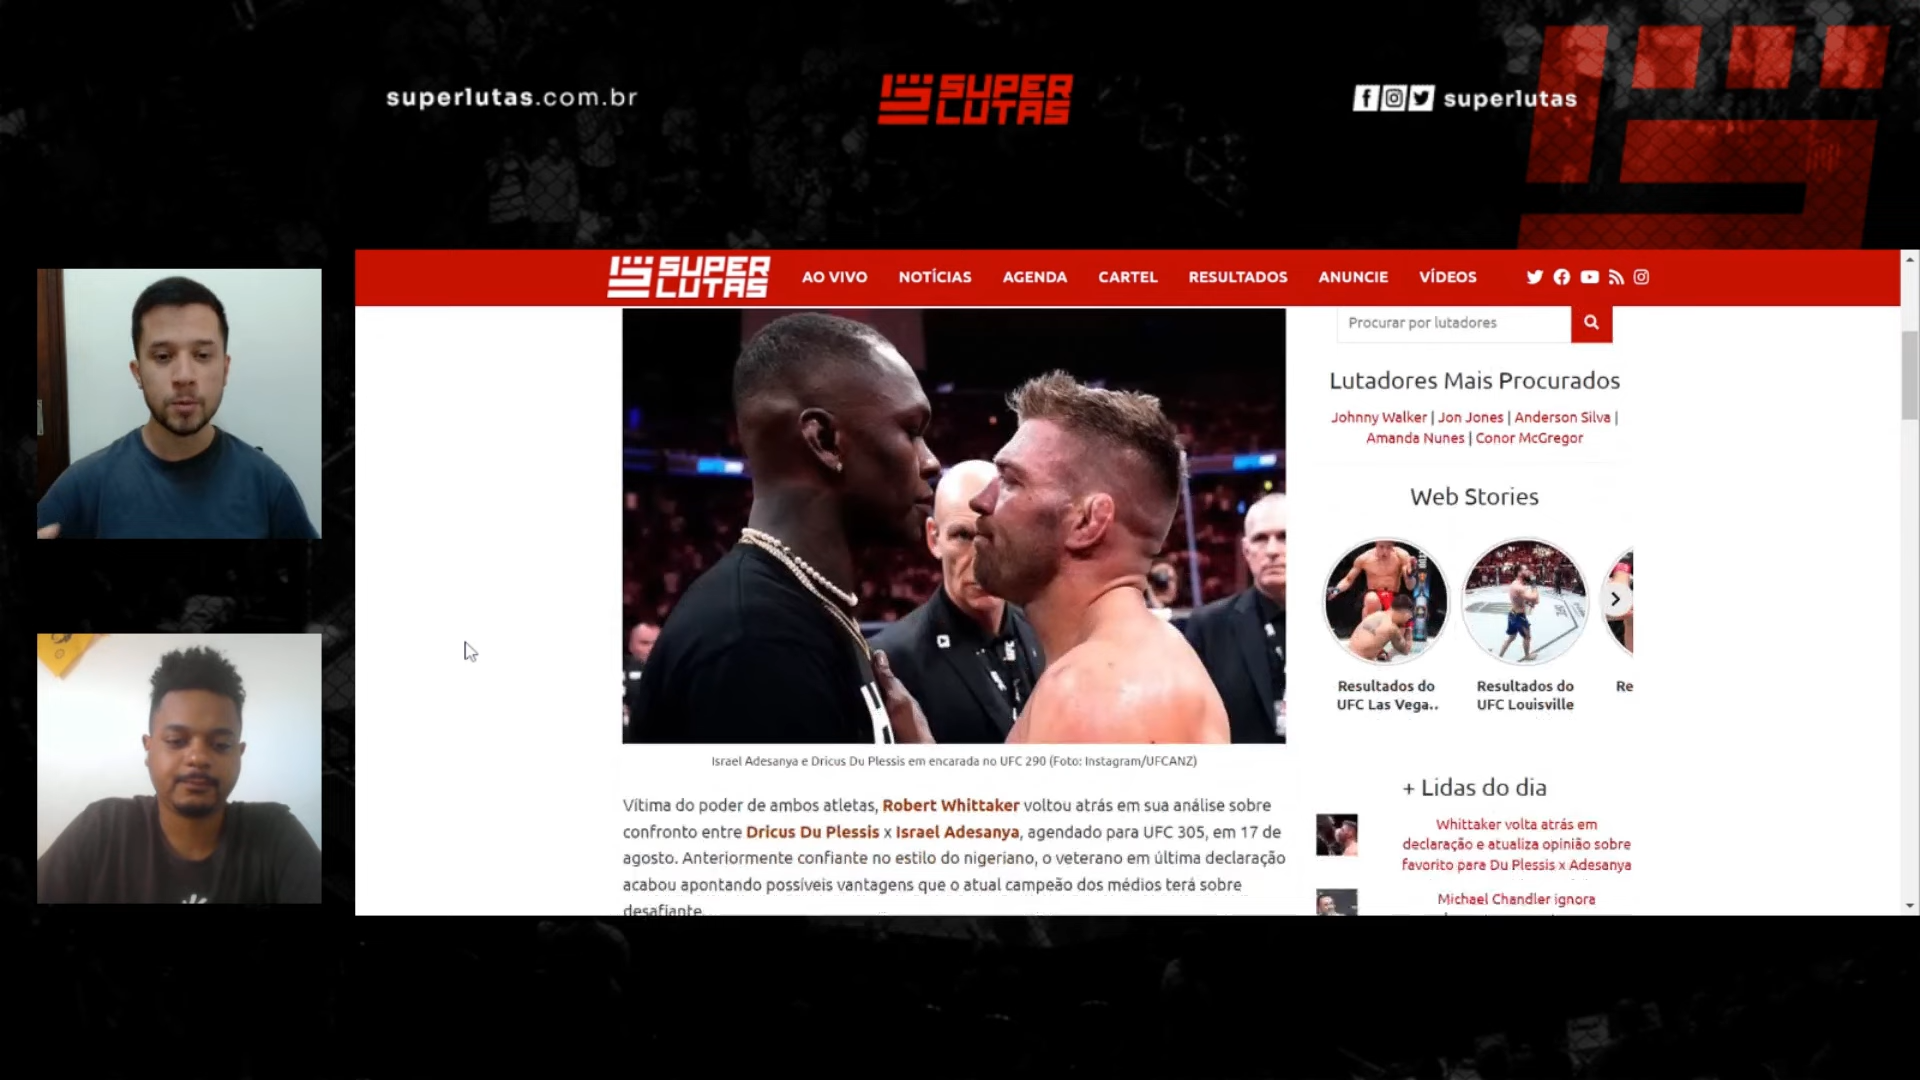 superlutas.com.br
SUPER
LUTAS
superlutas
SUPER
LUTAS
AO VIVO
NOTÍCIAS
AGENDA
CARTEL
RESULTADOS
ANUNCIE
VÍDEOS
Procurar por lutadores
Lutadores Mais Procurados
Johnny Walker | Jon Jones | Anderson Silva |
Amanda Nunes | Conor McGregor
Web Stories
Resultados do
UFC Las Vega..
Resultados do
UFC Louisville
Re
Israel Adesanya e Dricus Du Plessis em encarada no UFC 290 (Foto: Instagram/UFCANZ)
Vítima do poder de ambos atletas, Robert Whittaker voltou atrás em sua análise sobre
confronto entre Dricus Du Plessis x Israel Adesanya, agendado para UFC 305, em 17 de
agosto. Anteriormente confiante no estilo do nigeriano, o veterano em última declaração
acabou apontando possíveis vantagens que o atual campeão dos médios terá sobre
desafiante.
+ Lidas do dia
Whittaker volta atrás em
declaração e atualiza opinião sobre
favorito para Du Plessis x Adesanya
Michael Chandler ignora